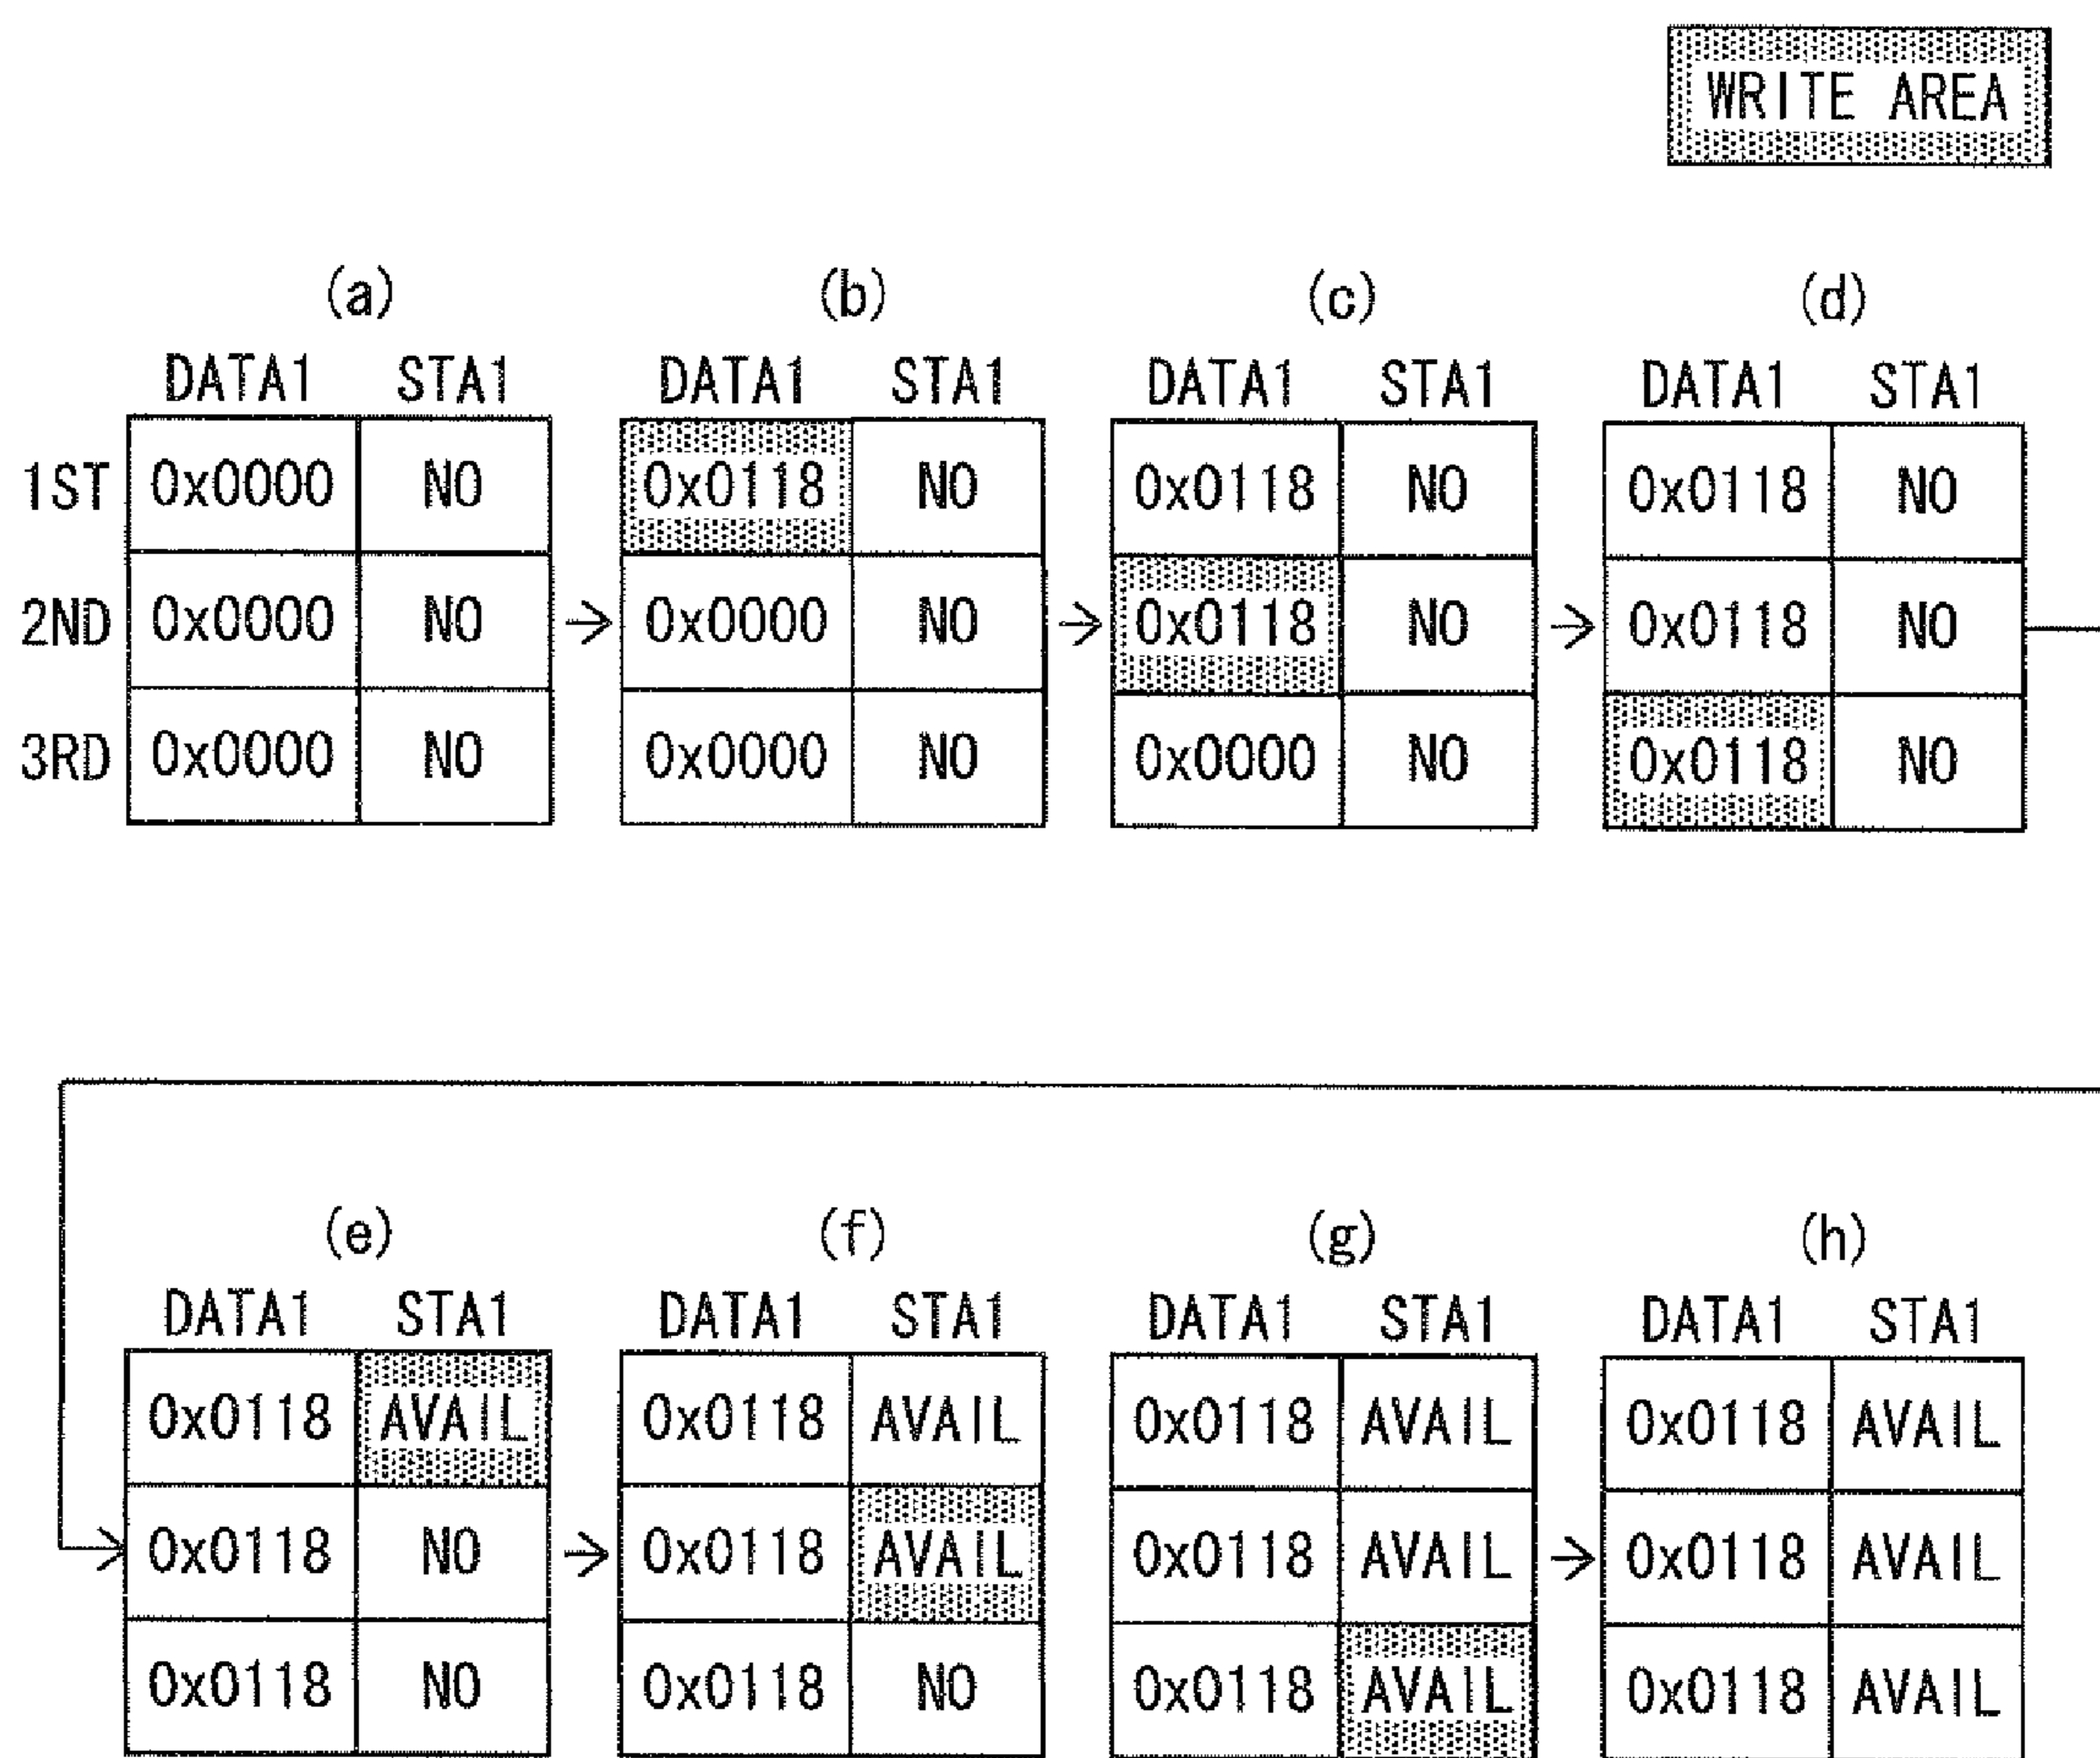 WRITE AREA
(a) (b) (c) (d)
DATA1 STA1 DATA1 STA1 DATA1 STA1 DATA1 STA1
1ST 0x0000 NO 0x0118 NO 0x0118 NO 0x0118 NO
2ND 0x0000 NO 0x0000 NO 0x0118 NO 0x0118 NO
3RD 0x0000 NO 0x0000 NO 0x0000 NO 0x0118 NO
(e) (f) (g) (h)
DATA1 STA1 DATA1 STA1 DATA1 STA1 DATA1 STA1
0x0118 AVAIL 0x0118 AVAIL 0x0118 AVAIL 0x0118 AVAIL
0x0118 NO 0x0118 AVAIL 0x0118 AVAIL 0x0118 AVAIL
0x0118 NO 0x0118 NO 0x0118 AVAIL 0x0118 AVAIL